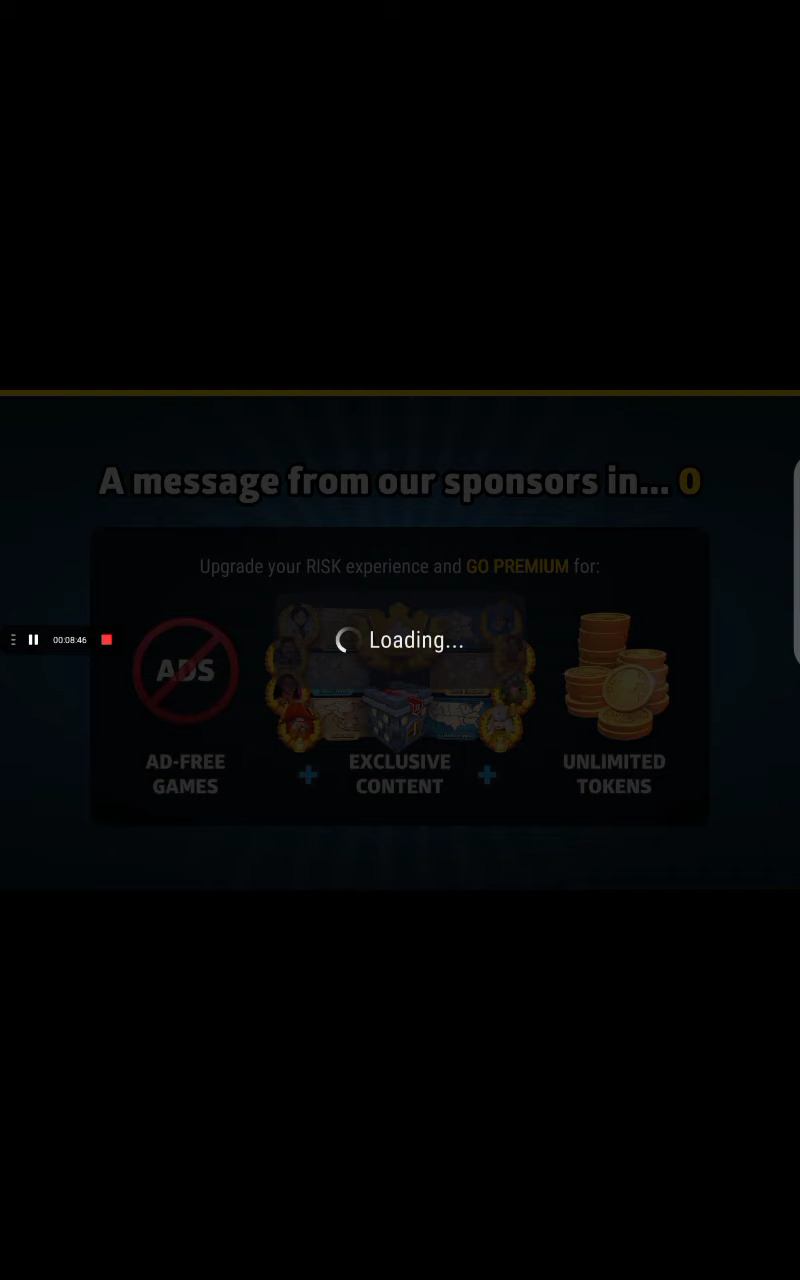 A message from our sponsors in... 0
Upgrade your RISK experience and GO PREMIUM for:
00:08:46
Loading...
ADS
AD-FREE
GAMES
+
EXCLUSIVE
CONTENT
+
UNLIMITED
TOKENS